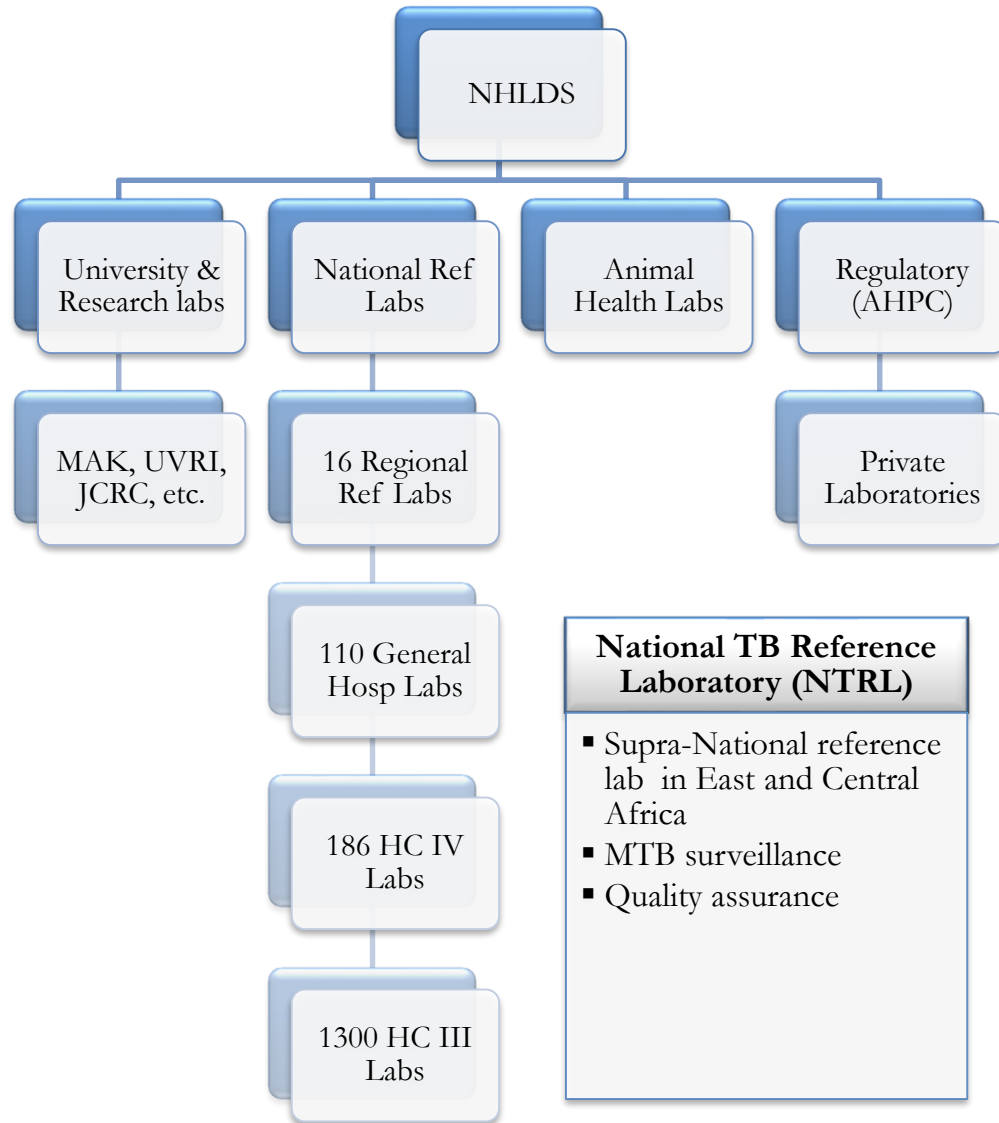 NHLDS
University &
Research labs
National Ref
Labs
Animal
Health Labs
Regulatory
(AHPC)
MAK, UVRI,
JCRC, etc.
16 Regional
Ref Labs
Private
Laboratories
110 General
Hosp Labs
186 HC IV
Labs
1300 HC III
Labs
National TB Reference
Laboratory (NTRL)
▪ Supra-National reference
lab in East and Central
Africa
▪ MTB surveillance
▪ Quality assurance